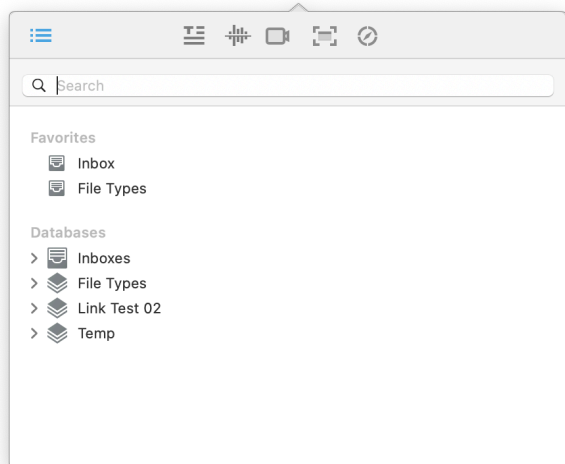 Search
Favorites
Inbox
File Types
Databases
Inboxes
File Types
Link Test 02
Temp